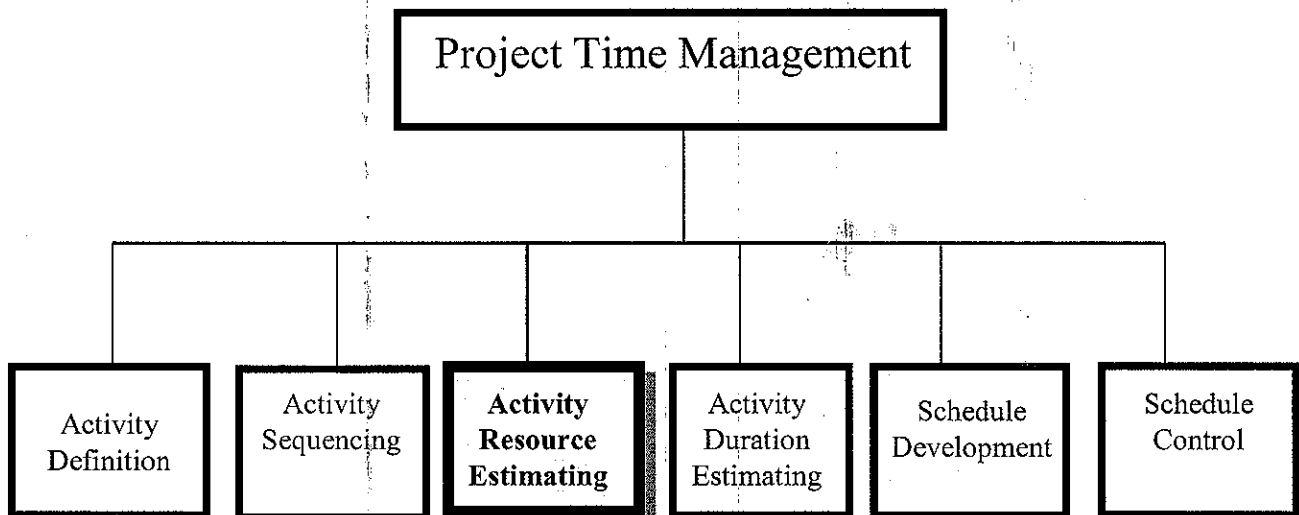 Project Time Management
Activity
Definition
Activity
Sequencing
Activity
Resource
Estimating
Activity
Duration
Estimating
Schedule
Development
Schedule
Control